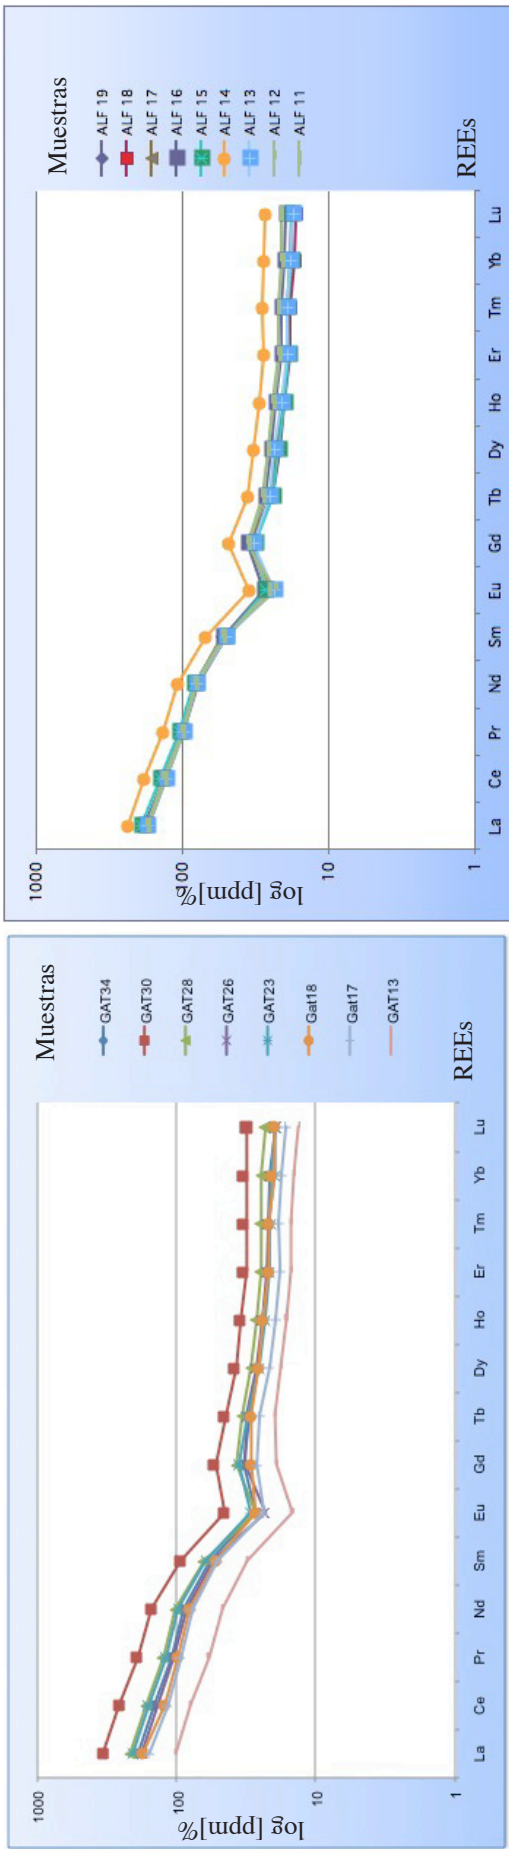 Muestras
GAT34
GAT30
GAT28
GAT26
GAT23
Gat18
Gat17
GAT13
REEs
1000
100
10
1
log [ppm]%
La Ce Pr Nd Sm Eu Gd Tb Dy Ho Er Tm Yb Lu
Muestras
ALF 19
ALF 18
ALF 17
ALF 16
ALF 15
ALF 14
ALF 13
ALF 12
ALF 11
REEs
1000
100
10
1
log [ppm]%
La Ce Pr Nd Sm Eu Gd Tb Dy Ho Er Tm Yb Lu